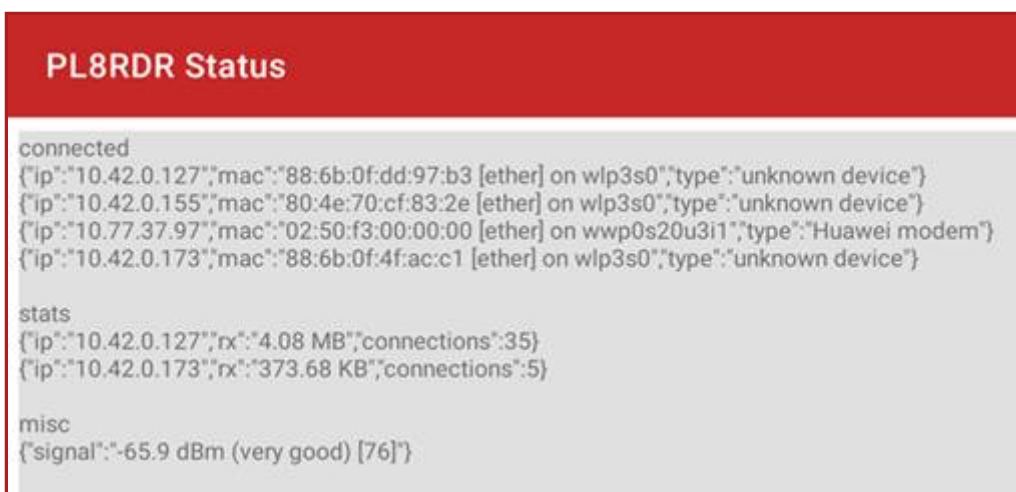 PL8RDR Status
connected
{"ip":"10.42.0.127","mac":"88:6b:0f:dd:97:b3 [ether] on wlp3s0","type":"unknown device"}
{"ip":"10.42.0.155","mac":"80:4e:70:cf:83:2e [ether] on wlp3s0","type":"unknown device"}
{"ip":"10.77.37.97","mac":"02:50:f3:00:00:00 [ether] on wwp0s20u3i1","type":"Huawei modem"}
{"ip":"10.42.0.173","mac":"88:6b:0f:4f:ac:c1 [ether] on wlp3s0","type":"unknown device"}
stats
{"ip":"10.42.0.127","rx":"4.08 MB","connections":35}
{"ip":"10.42.0.173","rx":"373.68 KB","connections":5}
misc
{"signal":"-65.9 dBm (very good) [76]"}